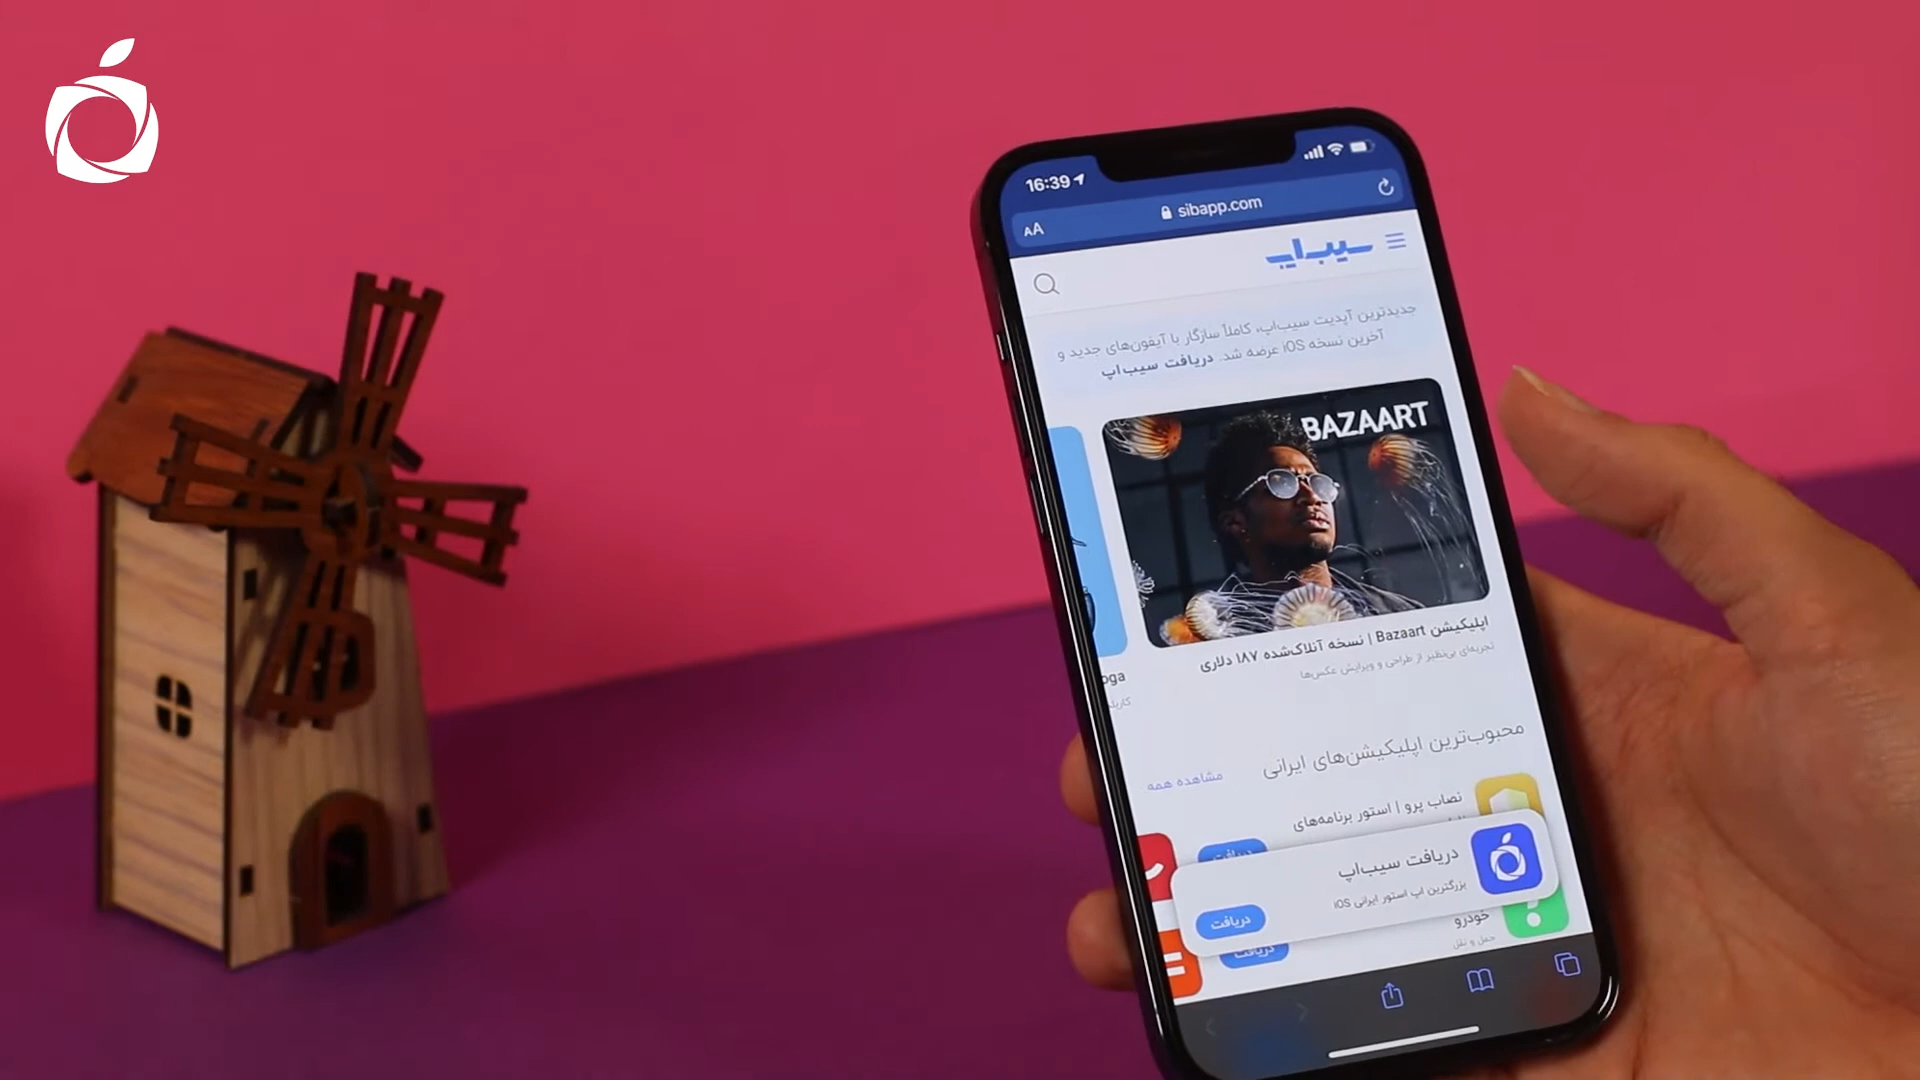 16:39
AA
sibapp.com
سیب‌اپ
جدیدترین آپدیت سیب‌اپ، کاملاً سازگار با آیفون‌های جدید و
آخرین نسخه iOS عرضه شد. دریافت سیب‌اپ
BAZAART
اپلیکیشن Bazaart | نسخه آنلاک‌شده ۱۸۷ دلاری
تجربه‌ای بی‌نظیر از طراحی و ویرایش عکس‌ها
oga
محبوب‌ترین اپلیکیشن‌های ایرانی
مشاهده همه
نصاب پرو | استور برنامه‌های
دریافت
دریافت سیب‌اپ
بزرگترین اپ استور ایرانی iOS
دریافت
خودرو
حمل و نقل
دریافت